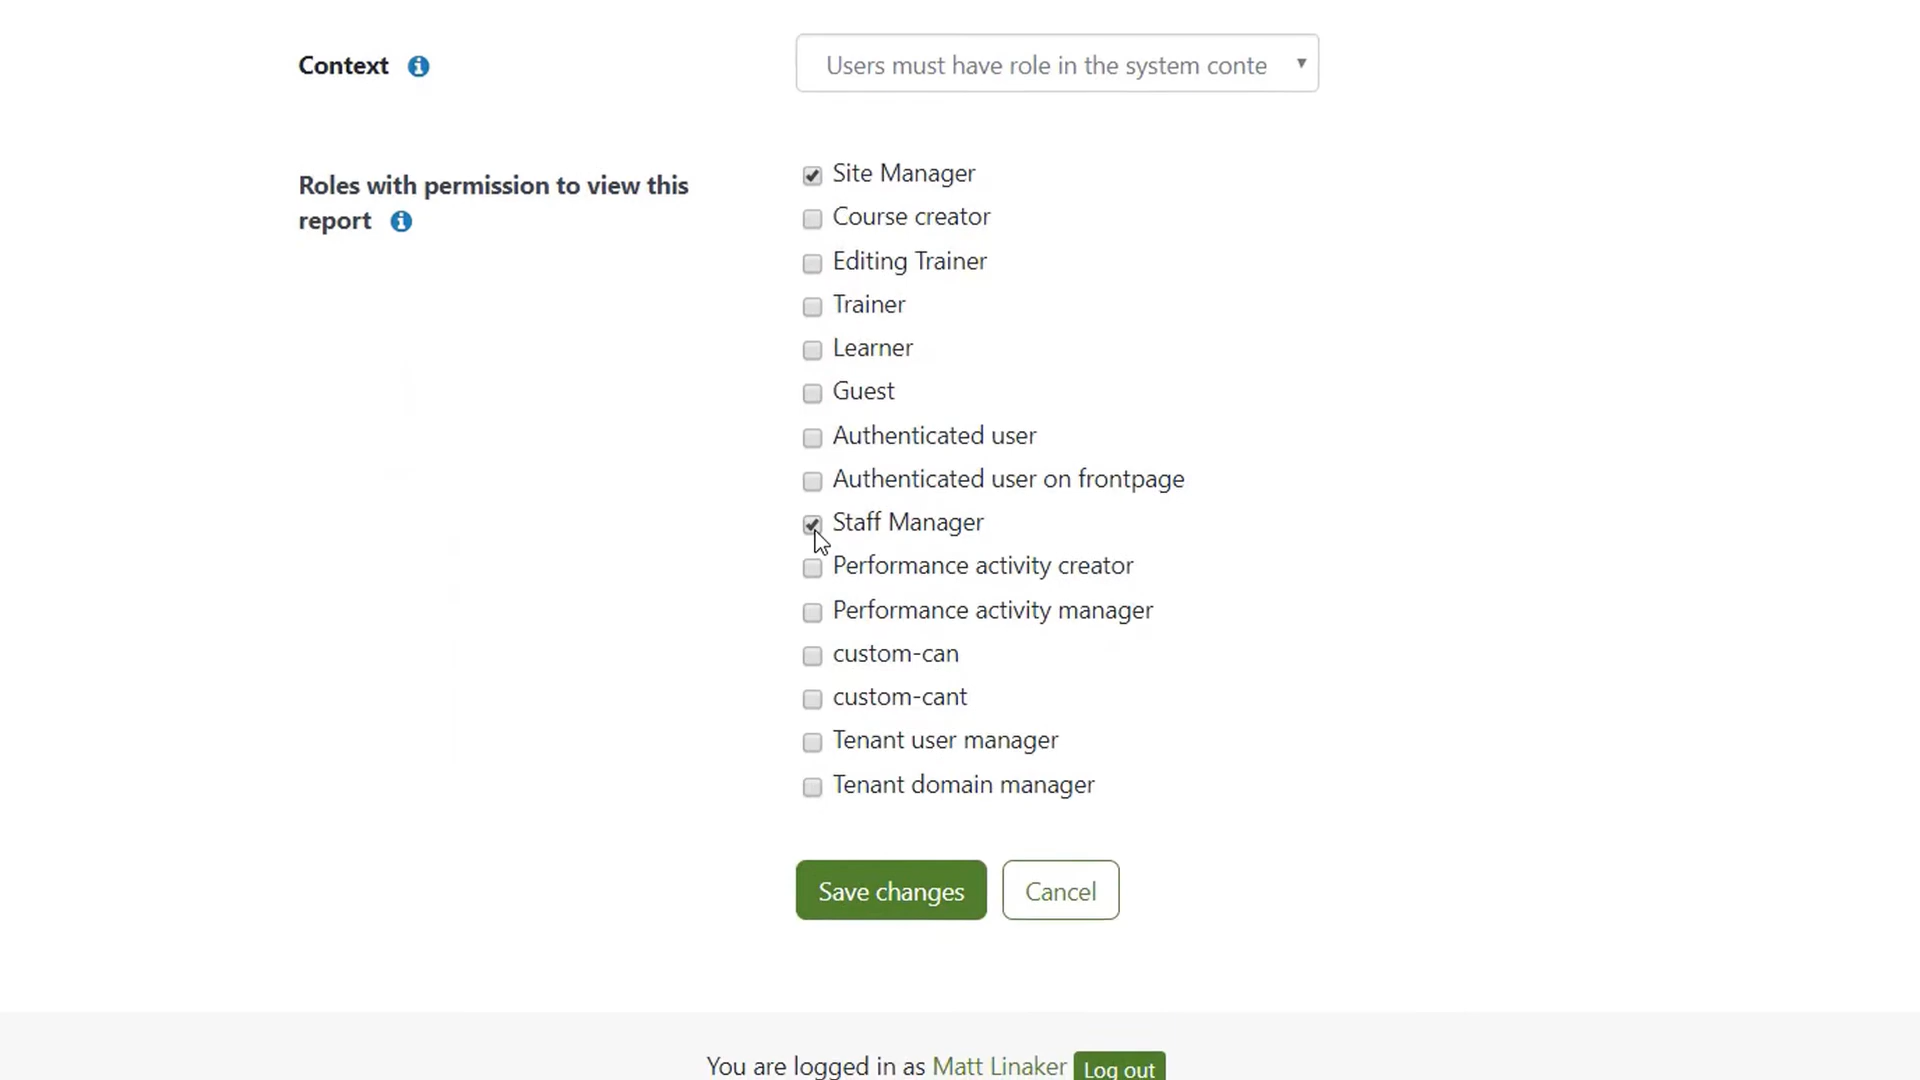 Context
Users must have role in the system conte
Roles with permission to view this
report
Site Manager
Course creator
Editing Trainer
Trainer
Learner
Guest
Authenticated user
Authenticated user on frontpage
Staff Manager
Performance activity creator
Performance activity manager
custom-can
custom-cant
Tenant user manager
Tenant domain manager
Save changes
Cancel
You are logged in as Matt Linaker Log out